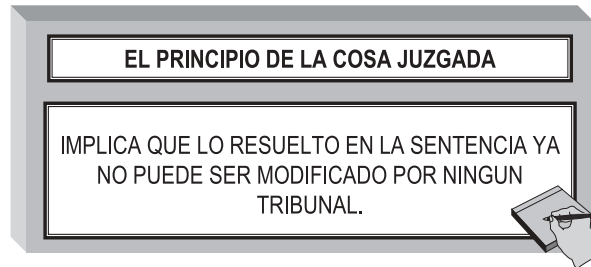 EL PRINCIPIO DE LA COSA JUZGADA
IMPLICA QUE LO RESUELTO EN LA SENTENCIA YA
NO PUEDE SER MODIFICADO POR NINGUN
TRIBUNAL.